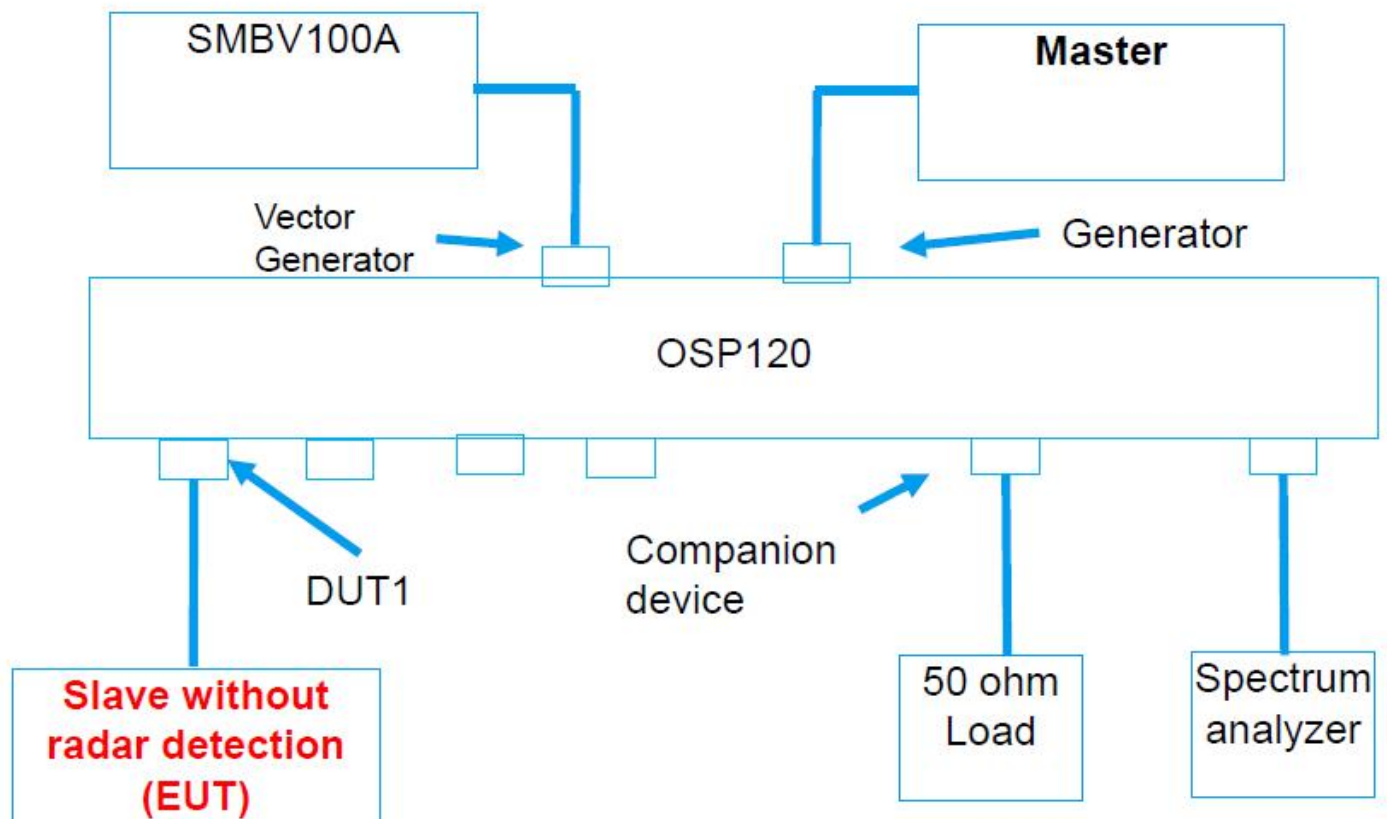 SMBV100A
Master
Vector
Generator
Generator
OSP120
DUT1
Companion
device
Slave without
radar detection
(EUT)
50 ohm
Load
Spectrum
analyzer